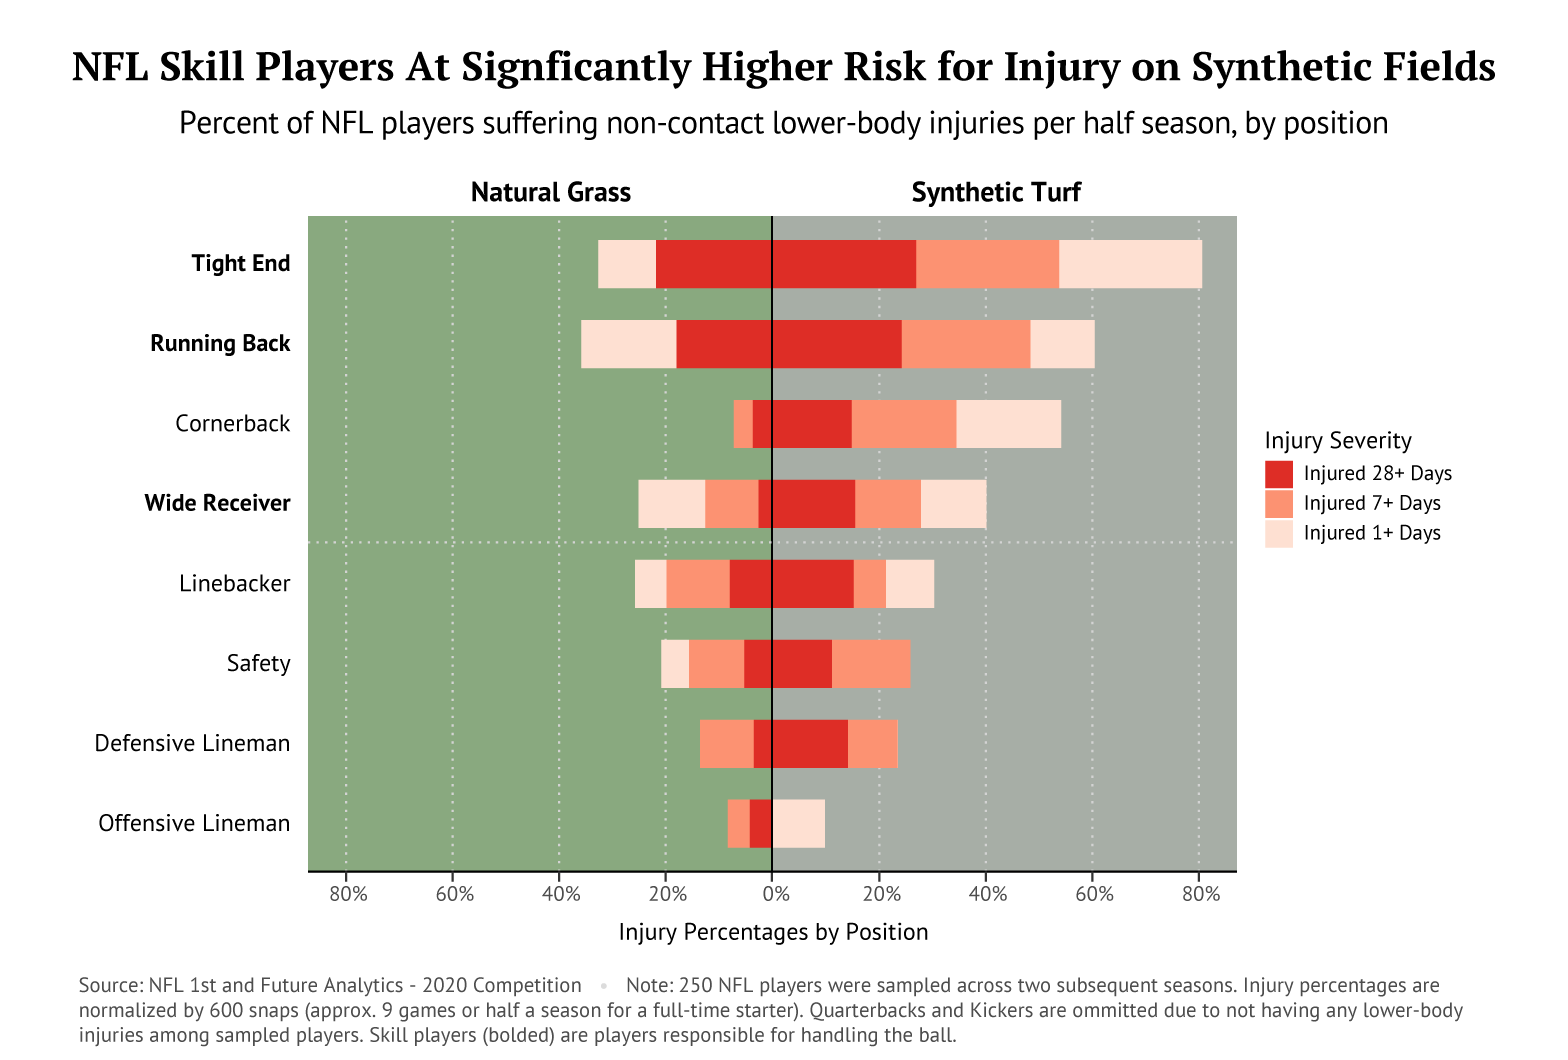 NFL Skill Players At Signficantly Higher Risk for Injury on Synthetic Fields
Percent of NFL players suffering non-contact lower-body injuries per half season, by position
Natural Grass
Synthetic Turf
Tight End
Running Back
Cornerback
Wide Receiver
Linebacker
Safety
Defensive Lineman
Offensive Lineman
Injury Severity
Injured 28+ Days
Injured 7+ Days
Injured 1+ Days
80% 60% 40% 20% 0% 20% 40% 60% 80%
Injury Percentages by Position
Source: NFL 1st and Future Analytics - 2020 Competition • Note: 250 NFL players were sampled across two subsequent seasons. Injury percentages are
normalized by 600 snaps (approx. 9 games or half a season for a full-time starter). Quarterbacks and Kickers are ommitted due to not having any lower-body
injuries among sampled players. Skill players (bolded) are players responsible for handling the ball.